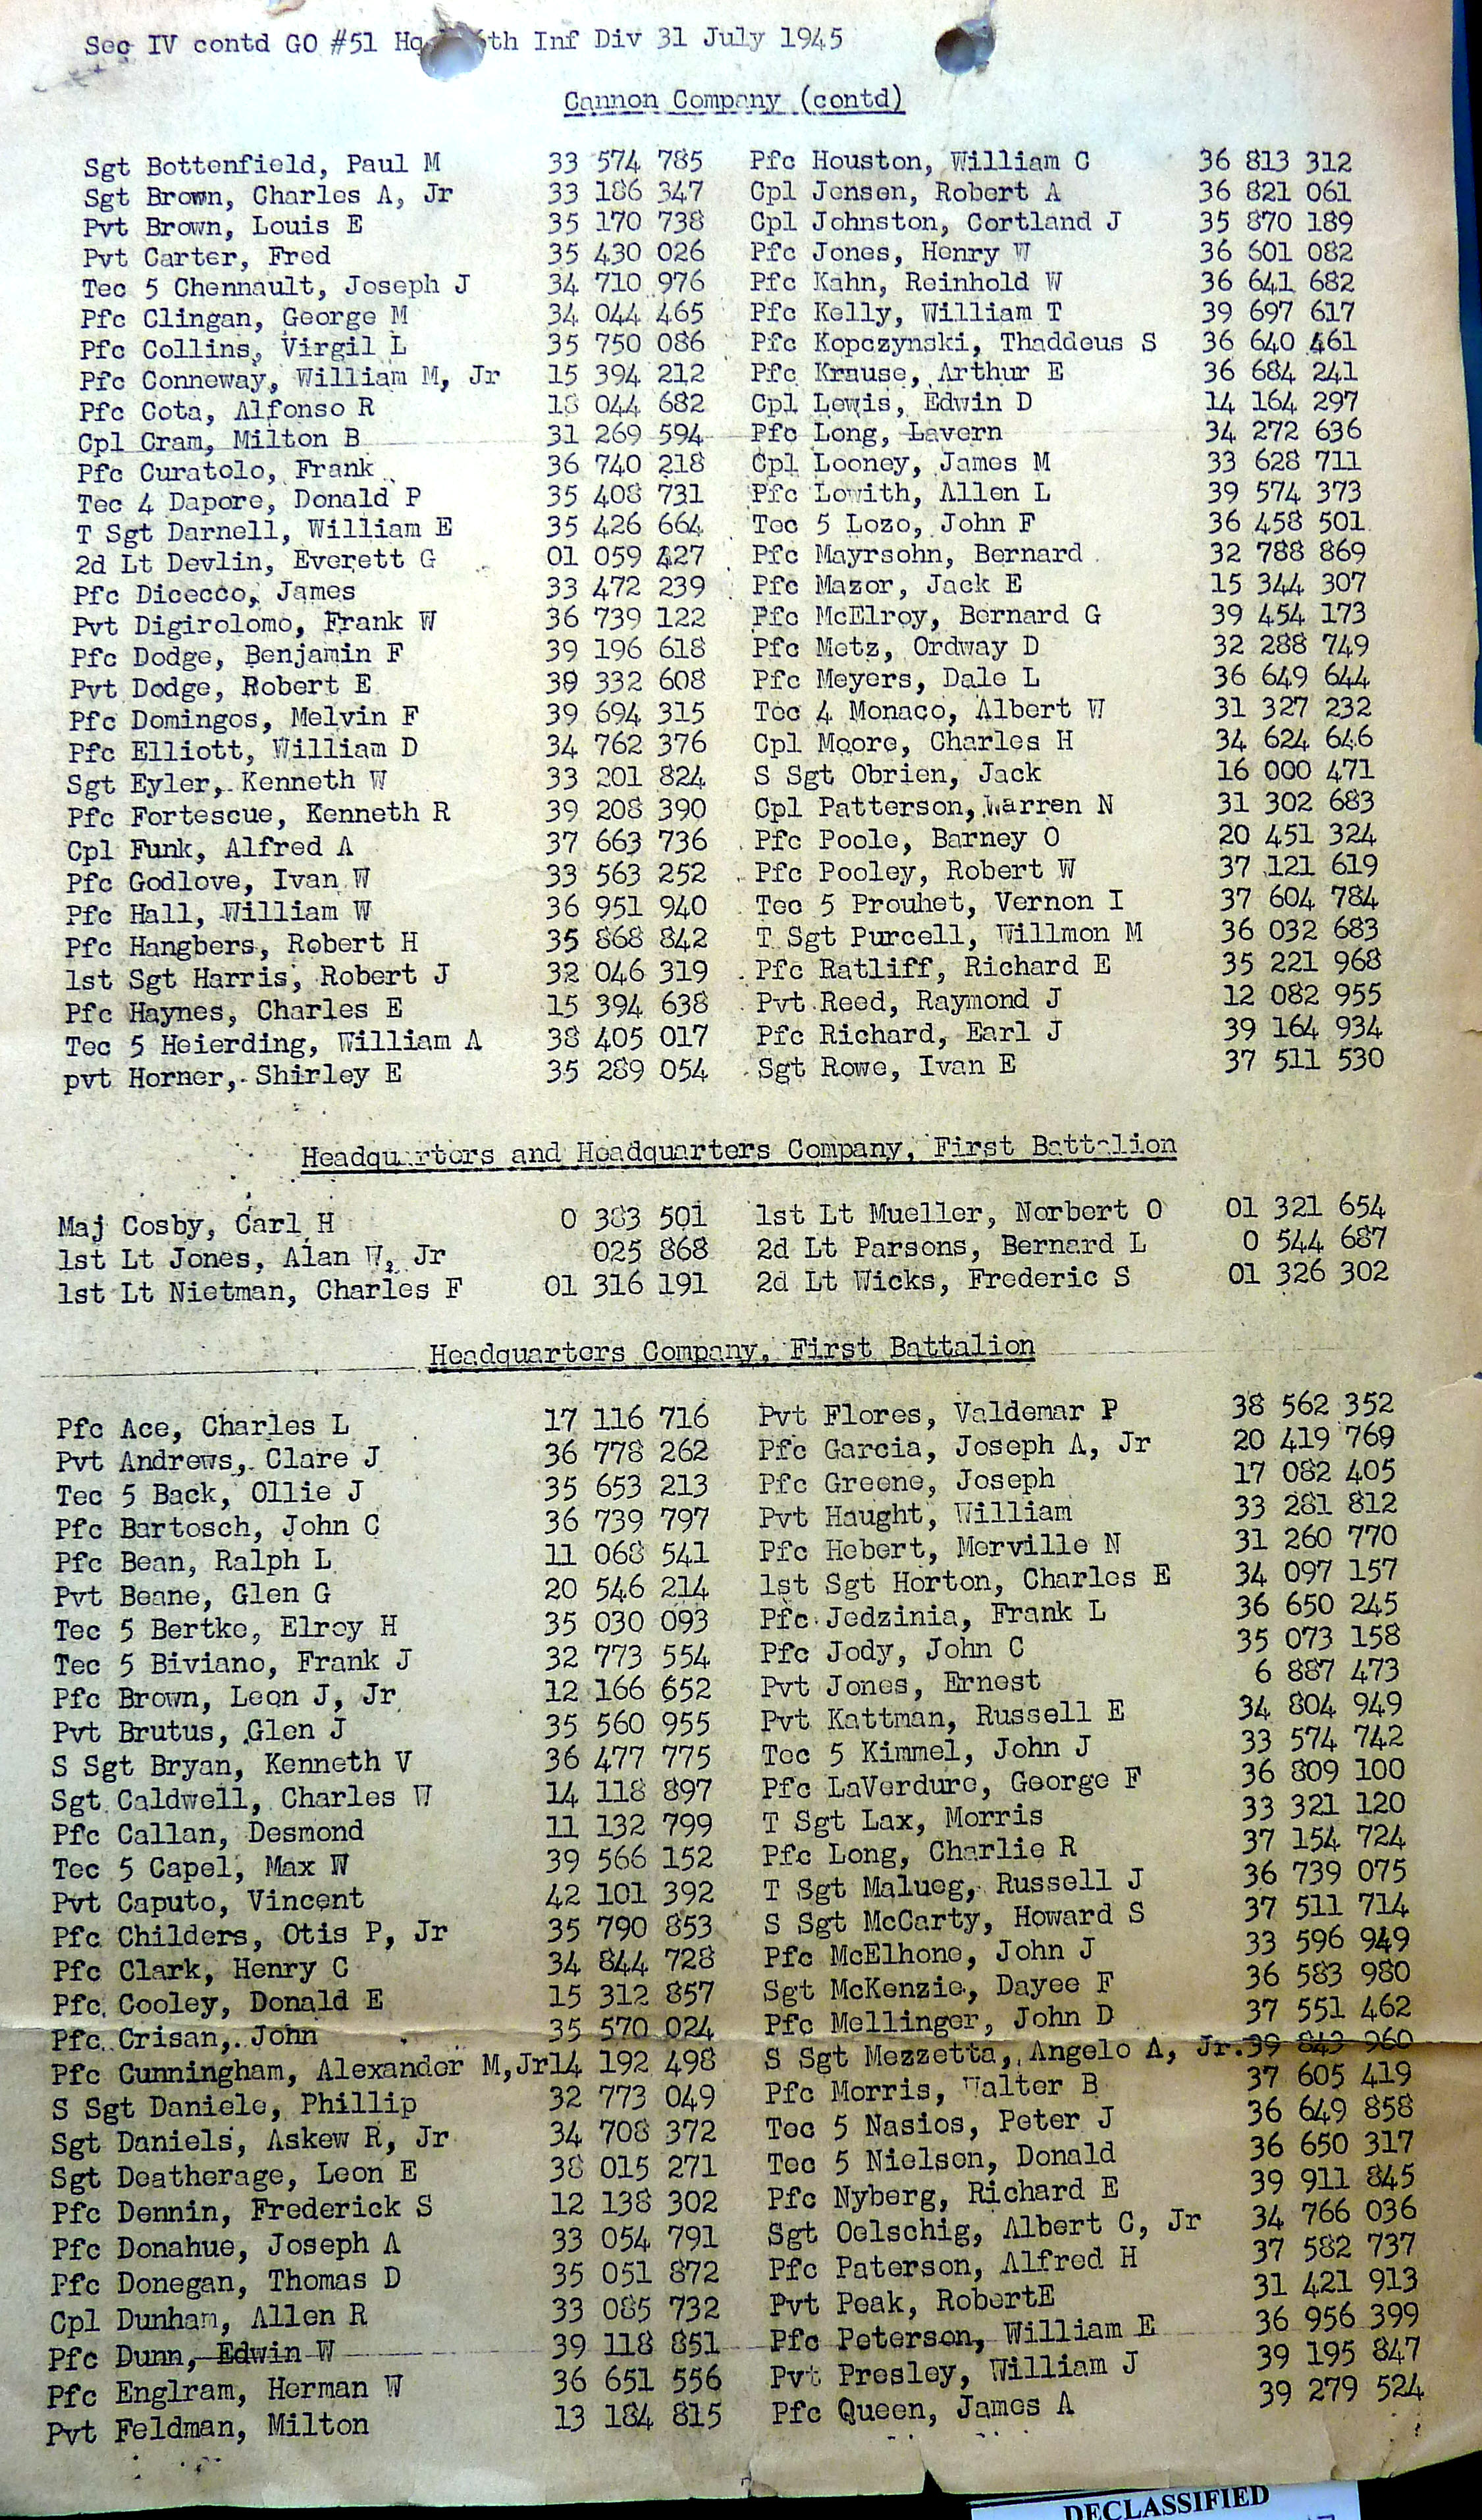 Sec IV contd GO #51 Hq 6th Inf Div 31 July 1945
Cannon Company (contd)
Sgt Bottenfield, Paul M 33 574 785 Pfc Houston, William C 36 813 312
Sgt Brown, Charles A, Jr 33 186 347 Cpl Jensen, Robert A 36 821 061
Pvt Brown, Louis E 35 170 738 Cpl Johnston, Cortland J 35 870 189
Pvt Carter, Fred 35 430 026 Pfc Jones, Henry W 36 601 082
Tec 5 Chennault, Joseph J 34 710 976 Pfc Kahn, Reinhold W 36 641 682
Pfc Clingan, George M 34 044 465 Pfc Kelly, William T 39 697 617
Pfc Collins, Virgil L 35 750 086 Pfc Kopczynski, Thaddeus S 36 640 461
Pfc Conneway, William M, Jr 15 394 212 Pfc Krause, Arthur E 36 684 241
Pfc Cota, Alfonso R 18 044 682 Cpl Lewis, Edwin D 14 164 297
Cpl Cram, Milton B 31 269 594 Pfc Long, Lavern 34 272 636
Pfc Curatolo, Frank 36 740 218 Cpl Looney, James M 33 628 711
Tec 4 Dapore, Donald P 35 408 731 Pfc Lowith, Allen L 39 574 373
T Sgt Darnell, William E 35 426 664 Tec 5 Lozo, John F 36 458 501
2d Lt Devlin, Everett G 01 059 427 Pfc Mayrsohn, Bernard 32 788 869
Pfc Dicecco, James 33 472 239 Pfc Mazor, Jack E 15 344 307
Pvt Digirolomo, Frank W 36 739 122 Pfc McElroy, Bernard G 39 454 173
Pfc Dodge, Benjamin F 39 196 618 Pfc Metz, Ordway D 32 288 749
Pvt Dodge, Robert E 39 332 608 Pfc Meyers, Dale L 36 649 644
Pfc Domingos, Melvin F 39 694 315 Tec 4 Monaco, Albert W 31 327 232
Pfc Elliott, William D 34 762 376 Cpl Moore, Charles H 34 624 646
Sgt Eyler, Kenneth W 33 201 824 S Sgt Obrien, Jack 16 000 471
Pfc Fortescue, Kenneth R 39 208 390 Cpl Patterson, Warren N 31 302 683
Cpl Funk, Alfred A 37 663 736 Pfc Poole, Barney O 20 451 324
Pfc Godlove, Ivan W 33 563 252 Pfc Pooley, Robert W 37 121 619
Pfc Hall, William W 36 951 940 Tec 5 Prouhet, Vernon I 37 604 784
Pfc Hangbers, Robert H 35 868 842 T Sgt Purcell, Willmon M 36 032 683
1st Sgt Harris, Robert J 32 046 319 Pfc Ratliff, Richard E 35 221 968
Pfc Haynes, Charles E 15 394 638 Pvt Reed, Raymond J 12 082 955
Tec 5 Heierding, William A 38 405 017 Pfc Richard, Earl J 39 164 934
pvt Horner, Shirley E 35 289 054 Sgt Rowe, Ivan E 37 511 530
Headquarters and Headquarters Company, First Battalion
Maj Cosby, Carl H 0 383 501 1st Lt Mueller, Norbert O 01 321 654
1st Lt Jones, Alan W, Jr 025 868 2d Lt Parsons, Bernard L 0 544 687
1st Lt Nietman, Charles F 01 316 191 2d Lt Wicks, Frederic S 01 326 302
Headquarters Company, First Battalion
Pfc Ace, Charles L 17 116 716 Pvt Flores, Valdemar P 38 562 352
Pvt Andrews, Clare J 36 778 262 Pfc Garcia, Joseph A, Jr 20 419 769
Tec 5 Back, Ollie J 35 653 213 Pfc Greene, Joseph 17 082 405
Pfc Bartosch, John C 36 739 797 Pvt Haught, William 33 281 812
Pfc Bean, Ralph L 11 068 541 Pfc Hebert, Merville N 31 260 770
Pvt Beane, Glen G 20 546 214 1st Sgt Horton, Charles E 34 097 157
Tec 5 Bertke, Elroy H 35 030 093 Pfc Jedzinia, Frank L 36 650 245
Tec 5 Biviano, Frank J 32 773 554 Pfc Jody, John C 35 073 158
Pfc Brown, Leon J, Jr 12 166 652 Pvt Jones, Ernest 6 887 473
Pvt Brutus, Glen J 35 560 955 Pvt Kattman, Russell E 34 804 949
S Sgt Bryan, Kenneth V 36 477 775 Tec 5 Kimmel, John J 33 574 742
Sgt Caldwell, Charles W 14 118 897 Pfc LaVerdure, George F 36 809 100
Pfc Callan, Desmond 11 132 799 T Sgt Lax, Morris 33 321 120
Tec 5 Capel, Max W 39 566 152 Pfc Long, Charlie R 37 154 724
Pvt Caputo, Vincent 42 101 392 T Sgt Malueg, Russell J 36 739 075
Pfc Childers, Otis P, Jr 35 790 853 S Sgt McCarty, Howard S 37 511 714
Pfc Clark, Henry C 34 844 728 Pfc McElhone, John J 33 596 949
Pfc Cooley, Donald E 15 312 857 Sgt McKenzie, Dayee F 36 583 980
Pfc Crisan, John 35 570 024 Pfc Mellinger, John D 37 551 462
Pfc Cunningham, Alexander M,Jr14 192 498 S Sgt Mezzetta, Angelo A, Jr.39 843 960
S Sgt Daniele, Phillip 32 773 049 Pfc Morris, Walter B 37 605 419
Sgt Daniels, Askew R, Jr 34 708 372 Tec 5 Nasios, Peter J 36 649 858
Sgt Deatherage, Leon E 38 015 271 Tec 5 Nielson, Donald 36 650 317
Pfc Dennin, Frederick S 12 138 302 Pfc Nyberg, Richard E 39 911 845
Pfc Donahue, Joseph A 33 054 791 Sgt Oelschig, Albert C, Jr 34 766 036
Pfc Donegan, Thomas D 35 051 872 Pfc Paterson, Alfred H 37 582 737
Cpl Dunham, Allen R 33 085 732 Pvt Peak, RobertE 31 421 913
Pfc Dunn, Edwin W 39 118 851 Pfc Peterson, William E 36 956 399
Pfc Englram, Herman W 36 651 556 Pvt Presley, William J 39 195 847
Pvt Feldman, Milton 13 184 815 Pfc Queen, James A 39 279 524
DECLASSIFIED